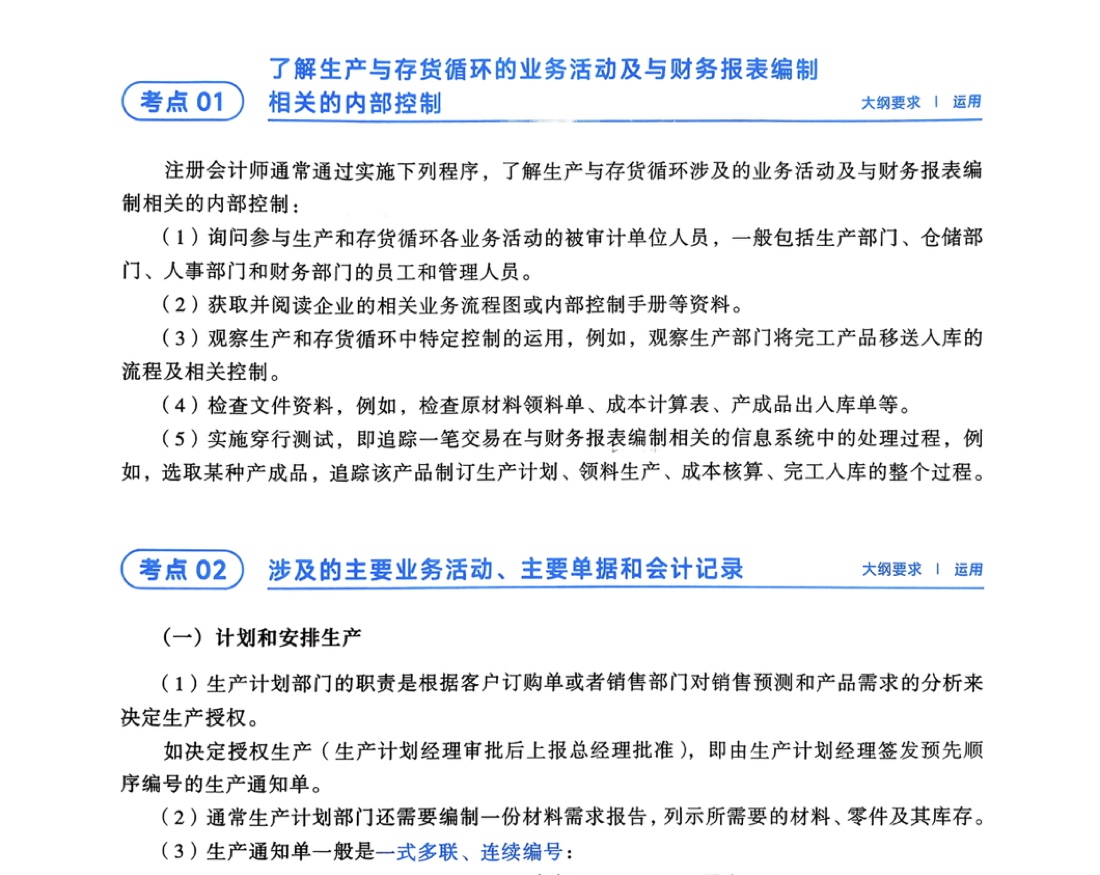 了解生产与存货循环的业务活动及与财务报表编制
考点 01
相关的内部控制
大纲要求 | 运用
注册会计师通常通过实施下列程序，了解生产与存货循环涉及的业务活动及与财务报表编
制相关的内部控制：
（1）询问参与生产和存货循环各业务活动的被审计单位人员，一般包括生产部门、仓储部
门、人事部门和财务部门的员工和管理人员。
（2）获取并阅读企业的相关业务流程图或内部控制手册等资料。
（3）观察生产和存货循环中特定控制的运用，例如，观察生产部门将完工产品移送入库的
流程及相关控制。
（4）检查文件资料，例如，检查原材料领料单、成本计算表、产成品出入库单等。
（5）实施穿行测试，即追踪一笔交易在与财务报表编制相关的信息系统中的处理过程，例
如，选取某种产成品，追踪该产品制订生产计划、领料生产、成本核算、完工入库的整个过程。
考点 02
涉及的主要业务活动、主要单据和会计记录
大纲要求 | 运用
（一）计划和安排生产
（1）生产计划部门的职责是根据客户订购单或者销售部门对销售预测和产品需求的分析来
决定生产授权。
如决定授权生产（生产计划经理审批后上报总经理批准），即由生产计划经理签发预先顺
序编号的生产通知单。
（2）通常生产计划部门还需要编制一份材料需求报告，列示所需要的材料、零件及其库存。
（3）生产通知单一般是一式多联、连续编号：